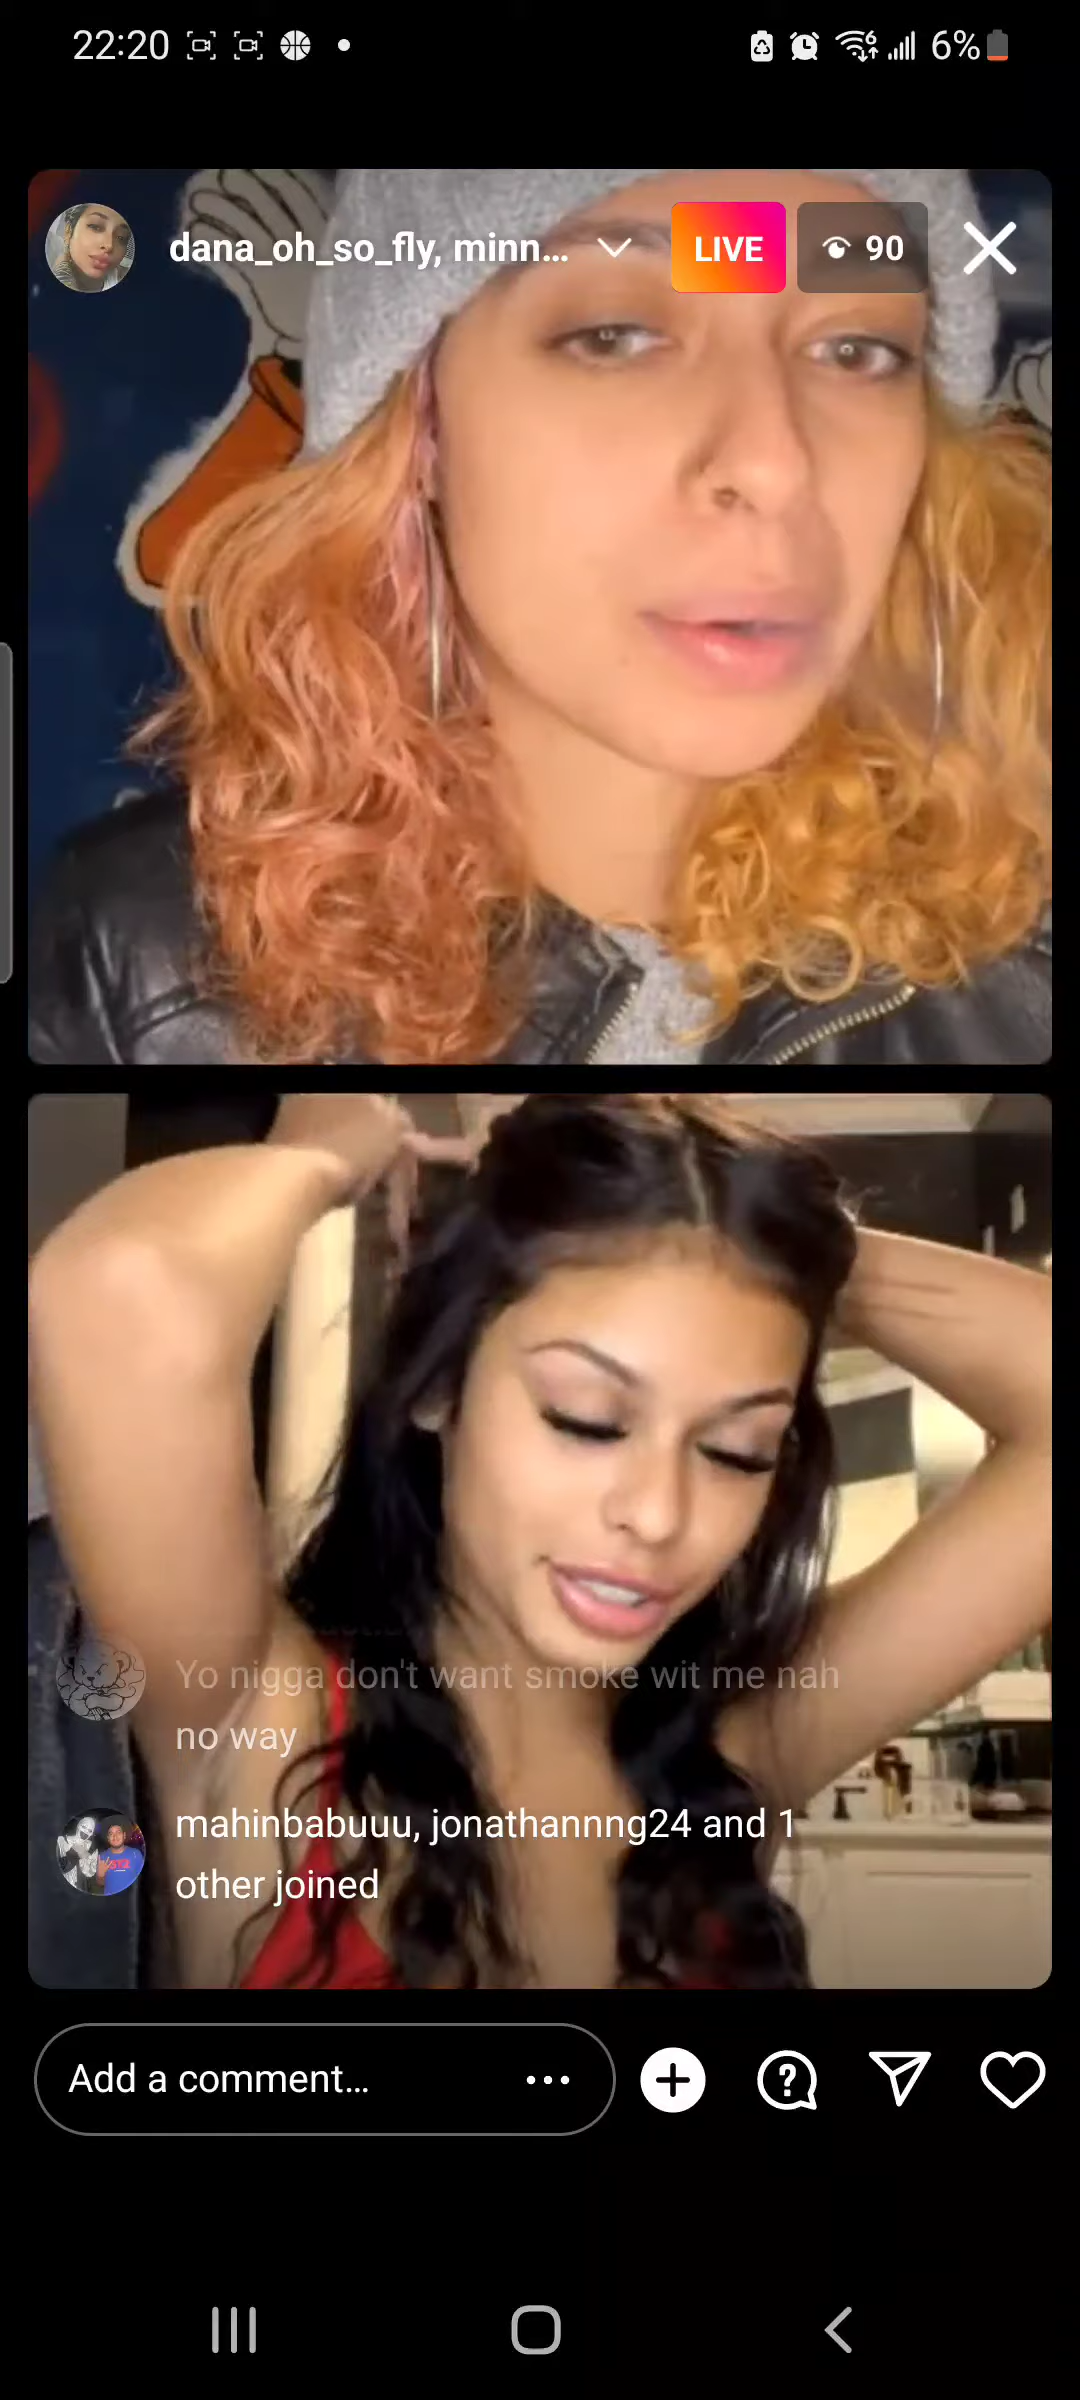 22:20 6%
dana_oh_so_fly, minn... LIVE 90
Yo nigga don't want smoke wit me nah
no way
mahinbabuuu, jonathannng24 and 1
other joined
Add a comment...